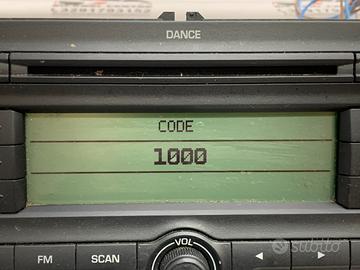 DANCE
CODE
1000
FM
SCAN
VOL
subito